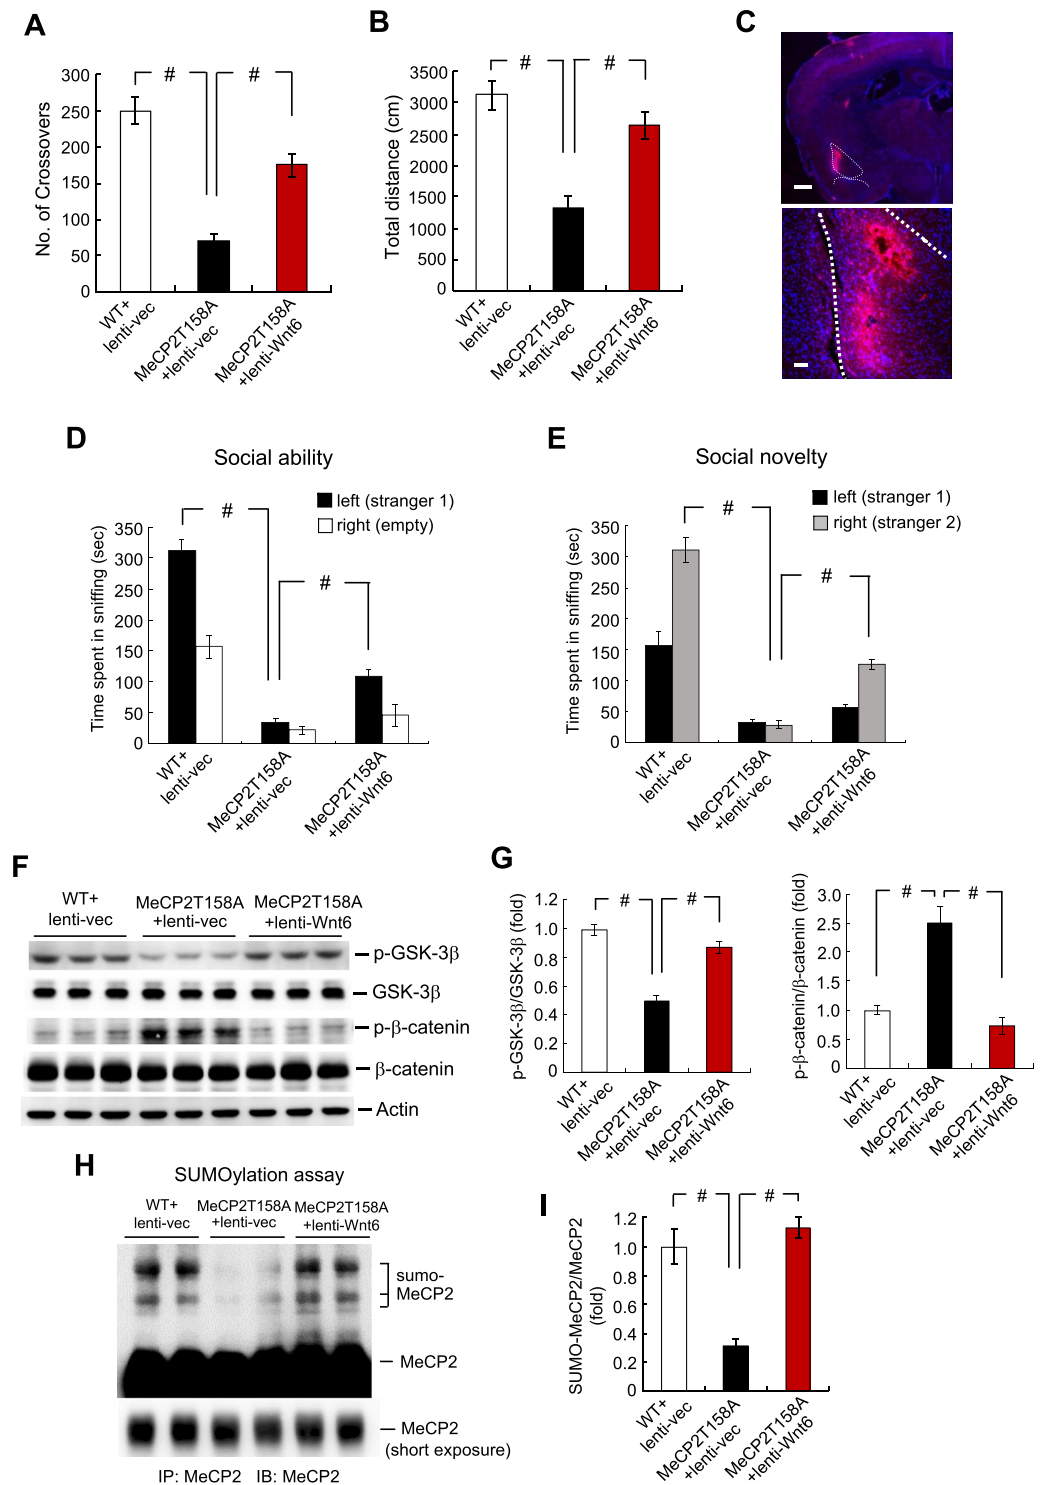 A
No. of Crossovers
300
250
200
150
100
50
0
#
#
WT+
lenti-vec
MeCP2T158A
+lenti-vec
MeCP2T158A
+lenti-Wnt6
B
Total distance (cm)
3500
3000
2500
2000
1500
1000
500
0
#
#
WT+
lenti-vec
MeCP2T158A
+lenti-vec
MeCP2T158A
+lenti-Wnt6
C
D
Social ability
left (stranger 1)
right (empty)
Time spent in sniffing (sec)
350
300
250
200
150
100
50
0
#
#
WT+
lenti-vec
MeCP2T158A
+lenti-vec
MeCP2T158A
+lenti-Wnt6
E
Social novelty
left (stranger 1)
right (stranger 2)
Time spent in sniffing (sec)
350
300
250
200
150
100
50
0
#
#
WT+
lenti-vec
MeCP2T158A
+lenti-vec
MeCP2T158A
+lenti-Wnt6
F
WT+
lenti-vec
MeCP2T158A
+lenti-vec
MeCP2T158A
+lenti-Wnt6
p-GSK-3β
GSK-3β
p-β-catenin
β-catenin
Actin
G
p-GSK-3β/GSK-3β (fold)
1.2
1.0
0.8
0.6
0.4
0.2
0
#
#
WT+
lenti-vec
MeCP2T158A
+lenti-vec
MeCP2T158A
+lenti-Wnt6
p-β-catenin/β-catenin (fold)
3.0
2.5
2.0
1.5
1.0
0.5
0
#
#
WT+
lenti-vec
MeCP2T158A
+lenti-vec
MeCP2T158A
+lenti-Wnt6
H
SUMOylation assay
WT+
lenti-vec
MeCP2T158A
+lenti-vec
MeCP2T158A
+lenti-Wnt6
sumo-
MeCP2
MeCP2
MeCP2
(short exposure)
IP: MeCP2 IB: MeCP2
I
SUMO-MeCP2/MeCP2
(fold)
1.2
1.0
0.8
0.6
0.4
0.2
0
#
#
WT+
lenti-vec
MeCP2T158A
+lenti-vec
MeCP2T158A
+lenti-Wnt6